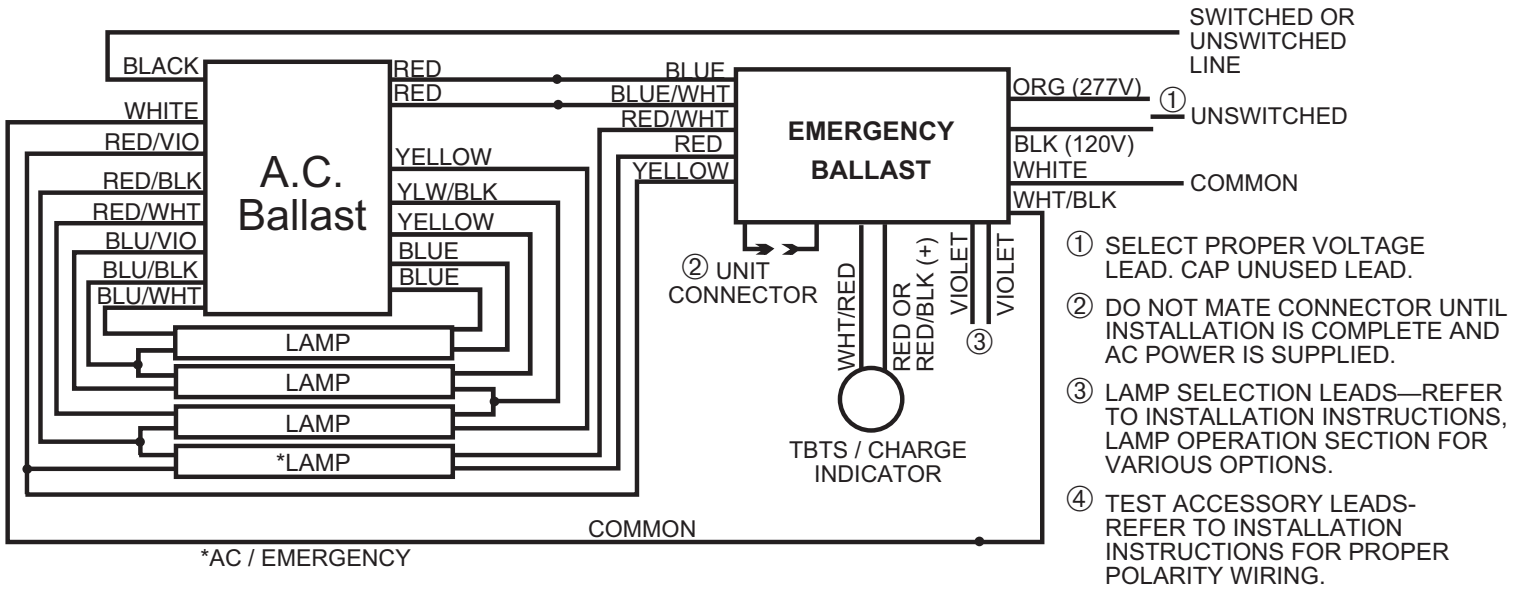 SWITCHED OR
UNSWITCHED
LINE
BLACK
WHITE
RED/VIO
RED/BLK
RED/WHT
BLU/VIO
BLU/BLK
BLU/WHT
A.C.
Ballast
RED
RED
YELLOW
YLW/BLK
YELLOW
BLUE
BLUE
LAMP
LAMP
LAMP
*LAMP
BLUE
BLUE/WHT
RED/WHT
RED
YELLOW
EMERGENCY
BALLAST
ORG (277V)
① UNSWITCHED
BLK (120V)
WHITE
COMMON
WHT/BLK
② UNIT
CONNECTOR
WHT/RED
RED OR
RED/BLK (+)
VIOLET
VIOLET
③
TBTS / CHARGE
INDICATOR
COMMON
*AC / EMERGENCY
① SELECT PROPER VOLTAGE
LEAD. CAP UNUSED LEAD.
② DO NOT MATE CONNECTOR UNTIL
INSTALLATION IS COMPLETE AND
AC POWER IS SUPPLIED.
③ LAMP SELECTION LEADS—REFER
TO INSTALLATION INSTRUCTIONS,
LAMP OPERATION SECTION FOR
VARIOUS OPTIONS.
④ TEST ACCESSORY LEADS-
REFER TO INSTALLATION
INSTRUCTIONS FOR PROPER
POLARITY WIRING.